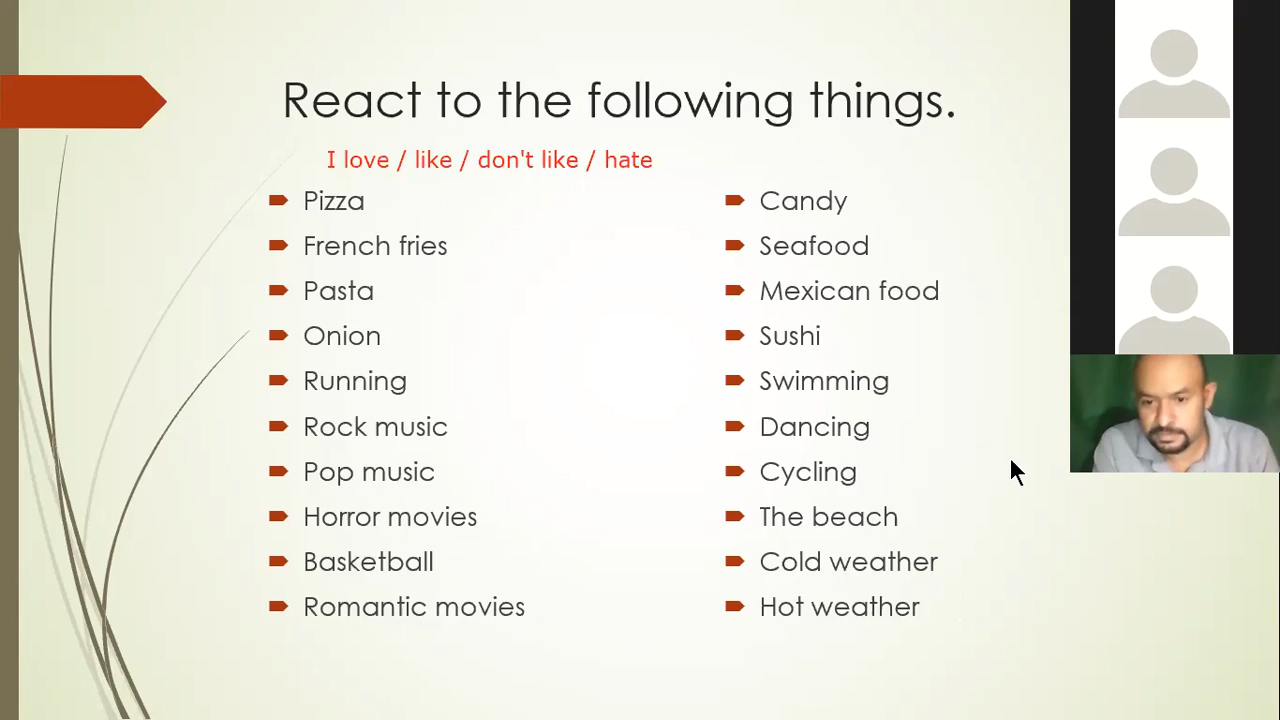 React to the following things.
I love / like / don't like / hate
Pizza
French fries
Pasta
Onion
Running
Rock music
Pop music
Horror movies
Basketball
Romantic movies
Candy
Seafood
Mexican food
Sushi
Swimming
Dancing
Cycling
The beach
Cold weather
Hot weather